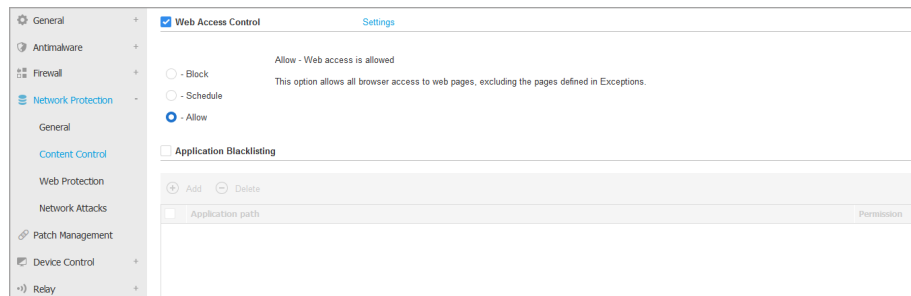 General +
Antimalware +
Firewall +
Network Protection -
General
Content Control
Web Protection
Network Attacks
Patch Management
Device Control +
Relay +
Web Access Control Settings
Allow - Web access is allowed
This option allows all browser access to web pages, excluding the pages defined in Exceptions.
- Block
- Schedule
- Allow
Application Blacklisting
Add Delete
Application path Permission